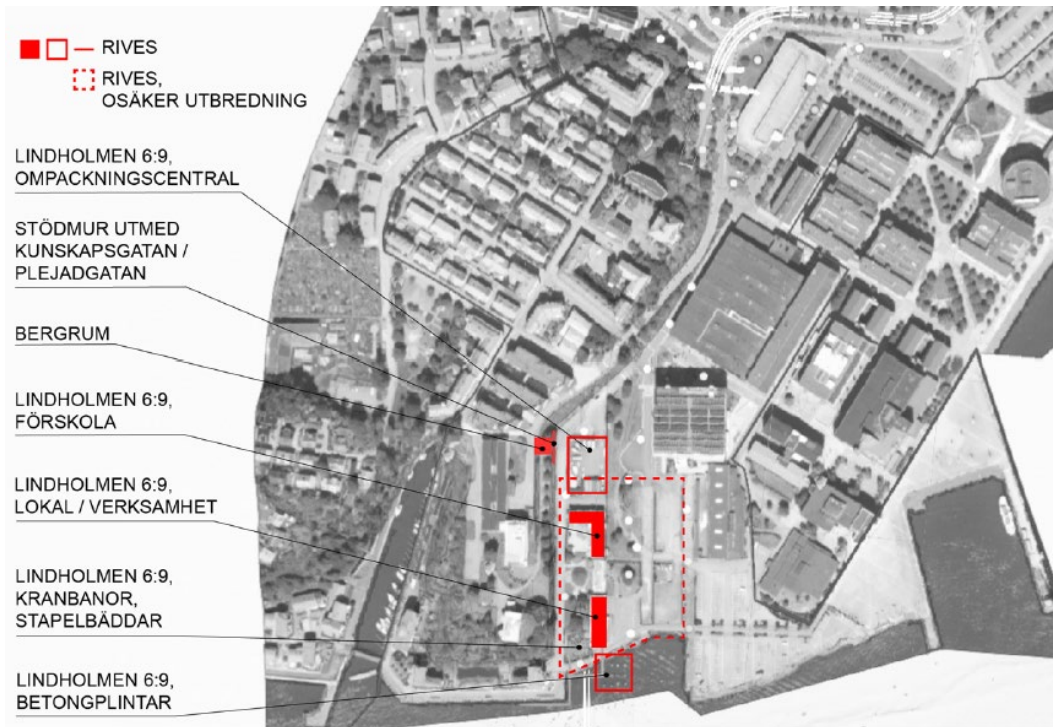 RIVES
RIVES,
OSÄKER UTBREDNING
LINDHOLMEN 6:9,
OMPACKNINGSCENTRAL
STÖDMUR UTMED
KUNSKAPSGATAN /
PLEJADGATAN
BERGRUM
LINDHOLMEN 6:9,
FÖRSKOLA
LINDHOLMEN 6:9,
LOKAL / VERKSAMHET
LINDHOLMEN 6:9,
KRANBANOR,
STAPELBÄDDAR
LINDHOLMEN 6:9,
BETONGPLINTAR